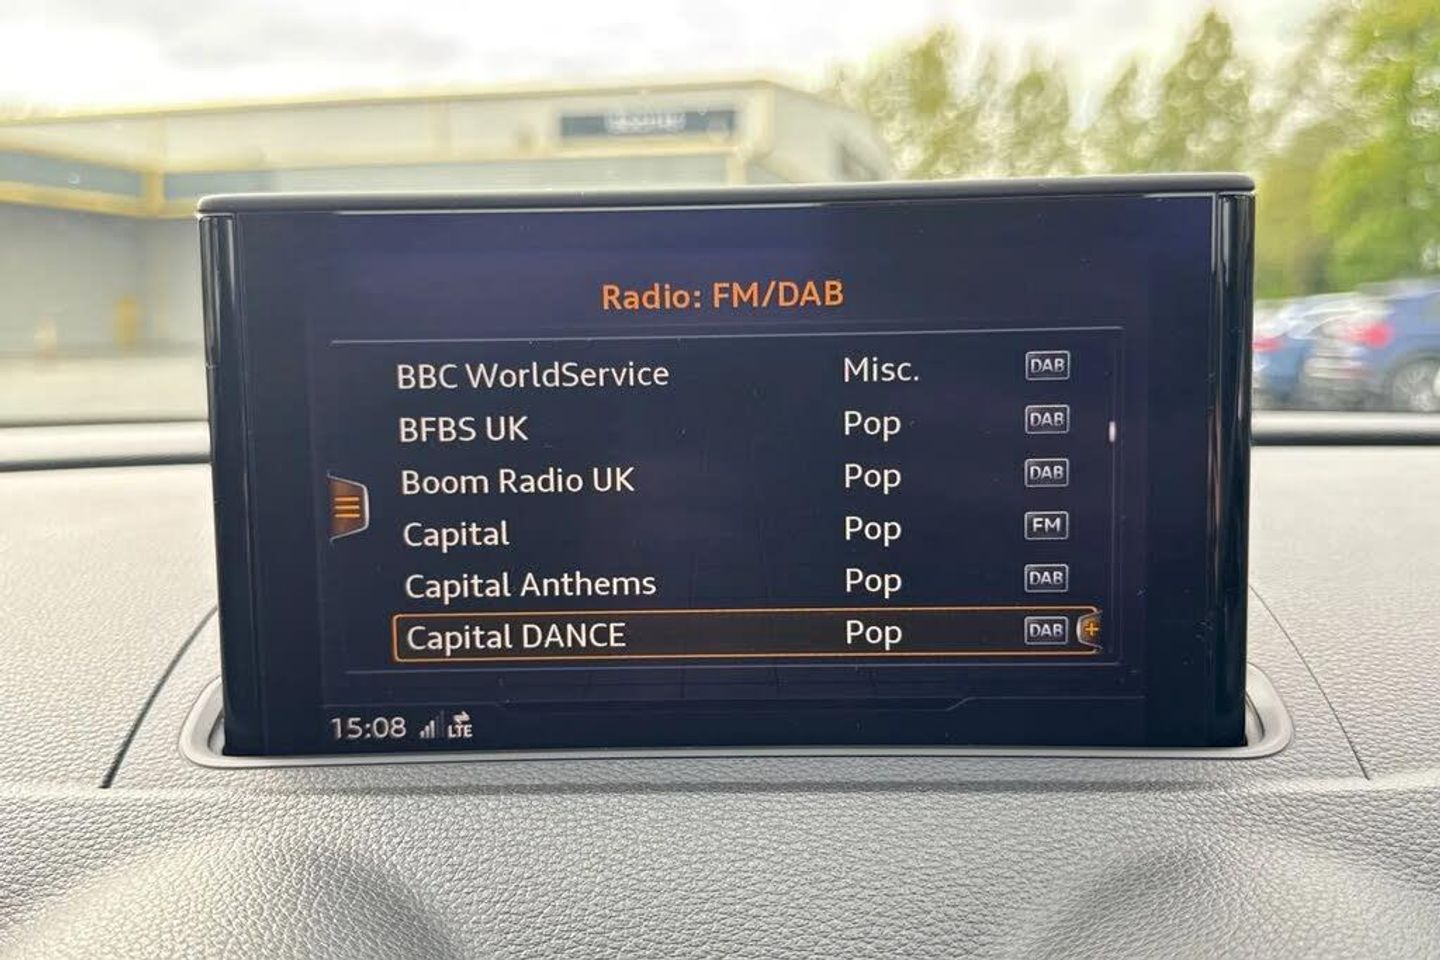 Radio: FM/DAB
BBC WorldService Misc. DAB
BFBS UK Pop DAB
Boom Radio UK Pop DAB
Capital Pop FM
Capital Anthems Pop DAB
Capital DANCE Pop DAB +
15:08 LTE